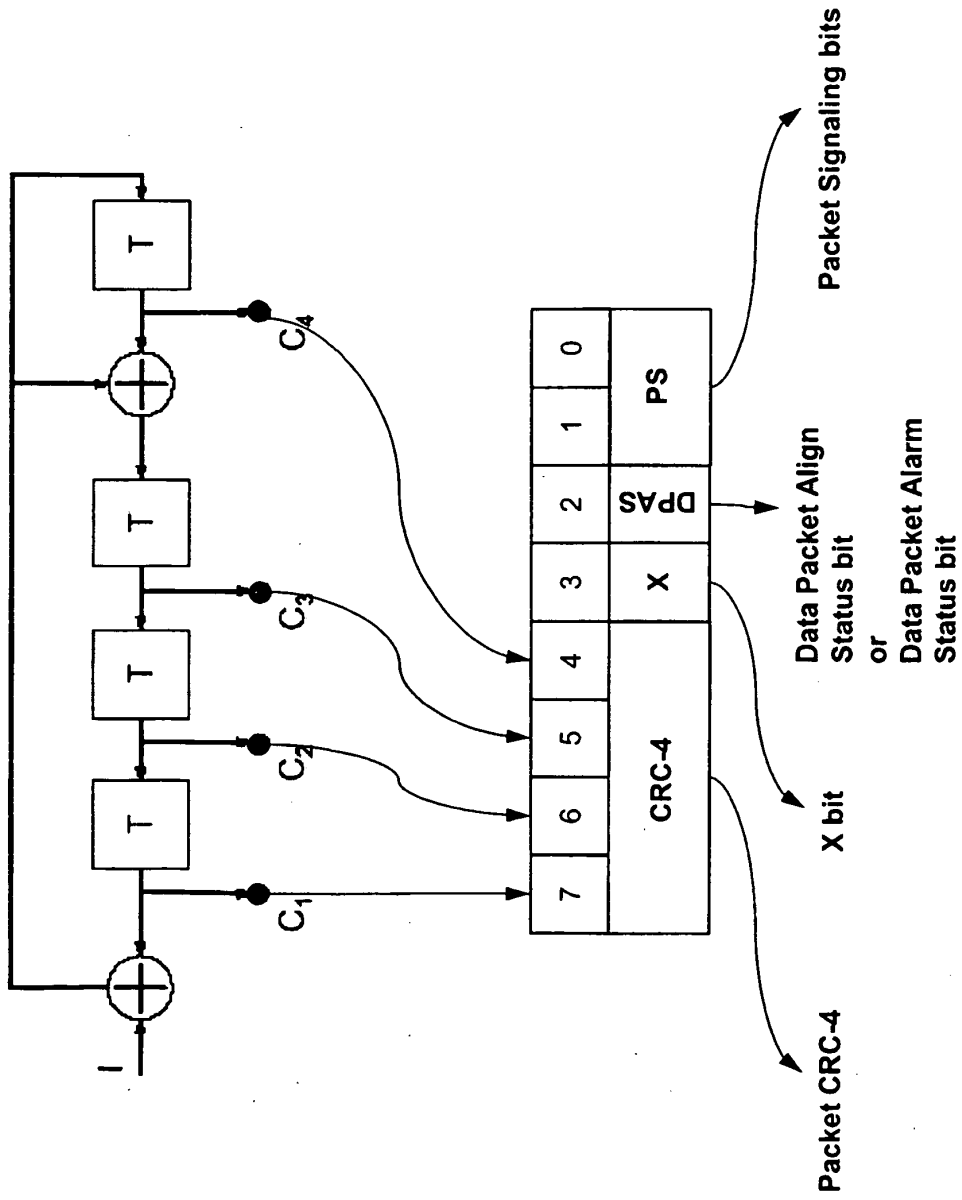 I
T
T
T
T
C1
C2
C3
C4
7 6 5 4 3 2 1 0
CRC-4 X DPAS PS
Packet CRC-4
X bit
Data Packet Align
Status bit
or
Data Packet Alarm
Status bit
Packet Signaling bits